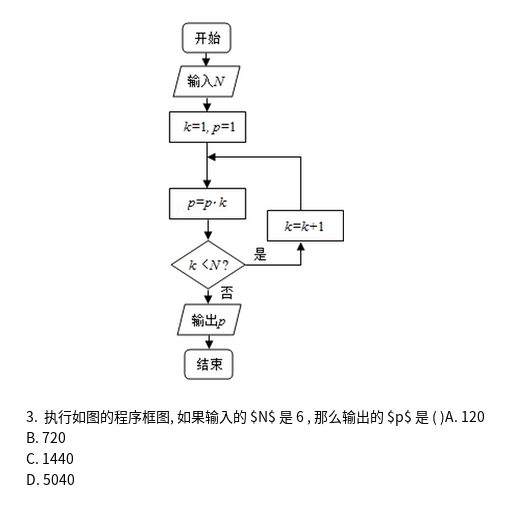 开始
输入N
k=1, p=1
p=p·k
k=k+1
k<N?
是
否
输出p
结束
3. 执行如图的程序框图, 如果输入的 $N$ 是 6 , 那么输出的 $p$ 是 ( )A. 120
B. 720
C. 1440
D. 5040